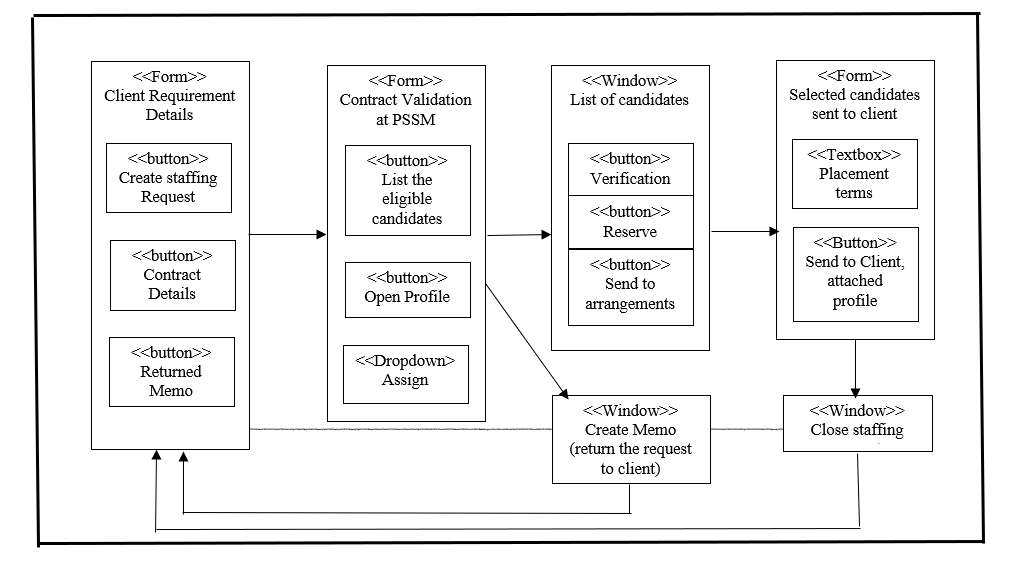 <<Form>>
Client Requirement
Details
<<button>>
Create staffing
Request
<<button>>
Contract
Details
<<button>>
Returned
Memo
<<Form>>
Contract Validation
at PSSM
<<button>>
List the
eligible
candidates
<<button>>
Open Profile
<<Dropdown>
Assign
<<Window>>
List of candidates
<<button>>
Verification
<<button>>
Reserve
<<button>>
Send to
arrangements
<<Form>>
Selected candidates
sent to client
<<Textbox>>
Placement
terms
<<Button>>
Send to Client,
attached
profile
<<Window>>
Create Memo
(return the request
to client)
<<Window>>
Close staffing